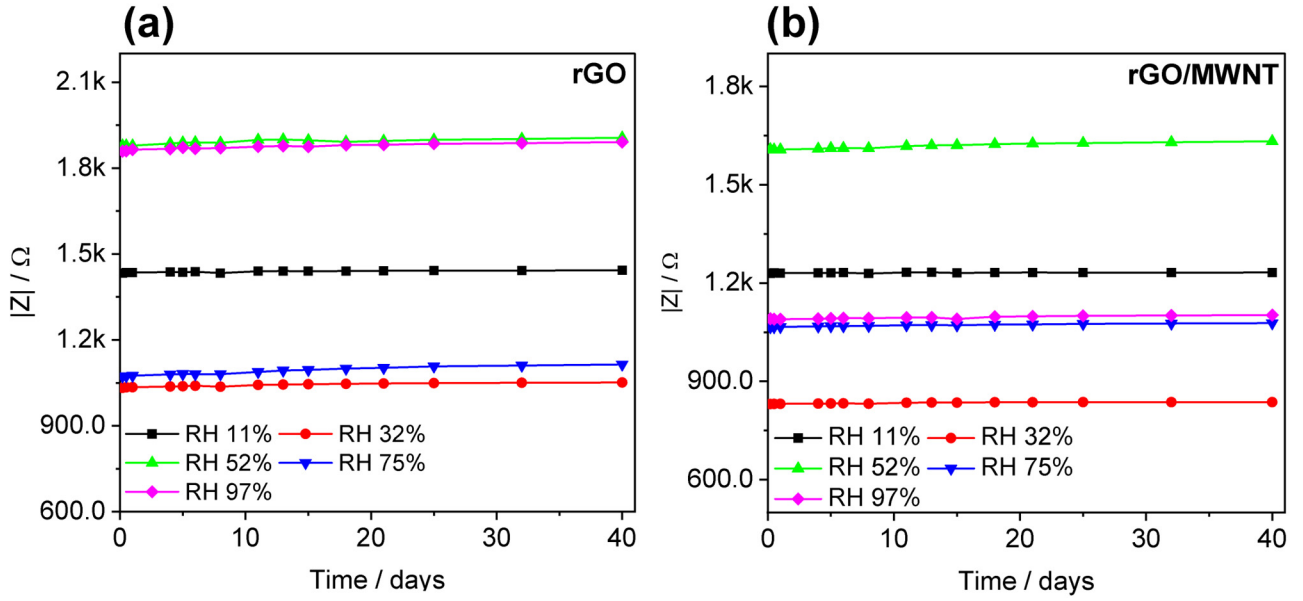 (a)
rGO
2.1k
1.8k
1.5k
1.2k
900.0
600.0
|Z| / Ω
RH 11% RH 32%
RH 52% RH 75%
RH 97%
0 10 20 30 40
Time / days
(b)
rGO/MWNT
1.8k
1.5k
1.2k
900.0
600.0
|Z| / Ω
RH 11% RH 32%
RH 52% RH 75%
RH 97%
0 10 20 30 40
Time / days